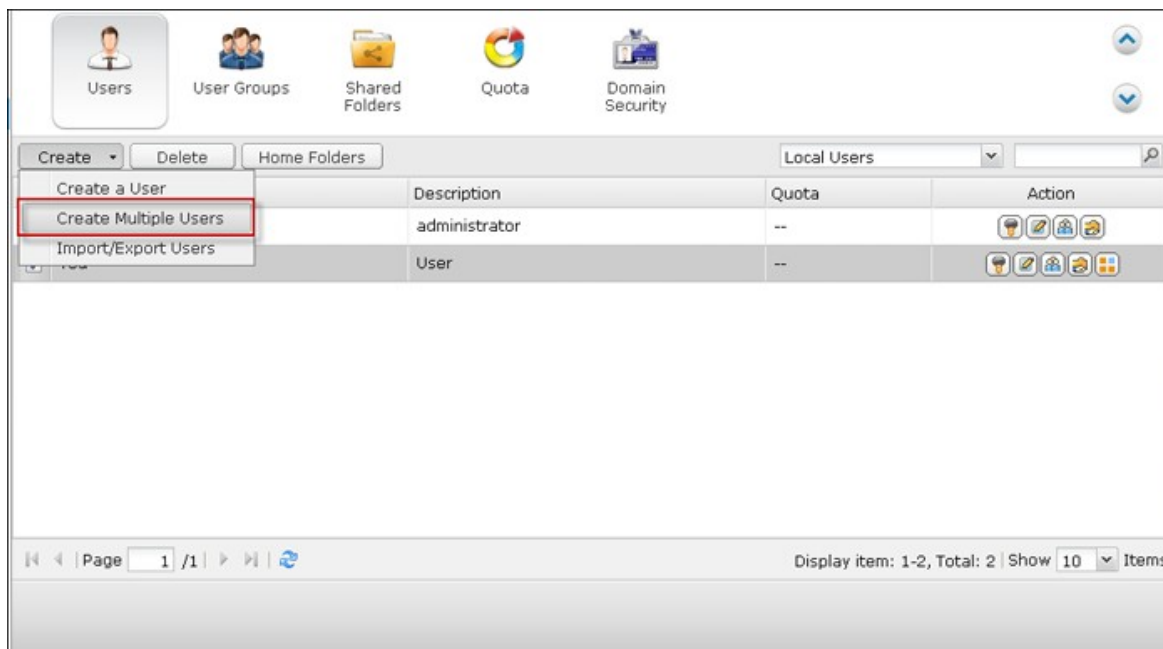 Users
User Groups
Shared
Folders
Quota
Domain
Security
Create
Delete
Home Folders
Local Users
Create a User
Create Multiple Users
Import/Export Users
Description
Quota
Action
administrator
--
User
--
Page 1 /1
Display item: 1-2, Total: 2 | Show 10 Items